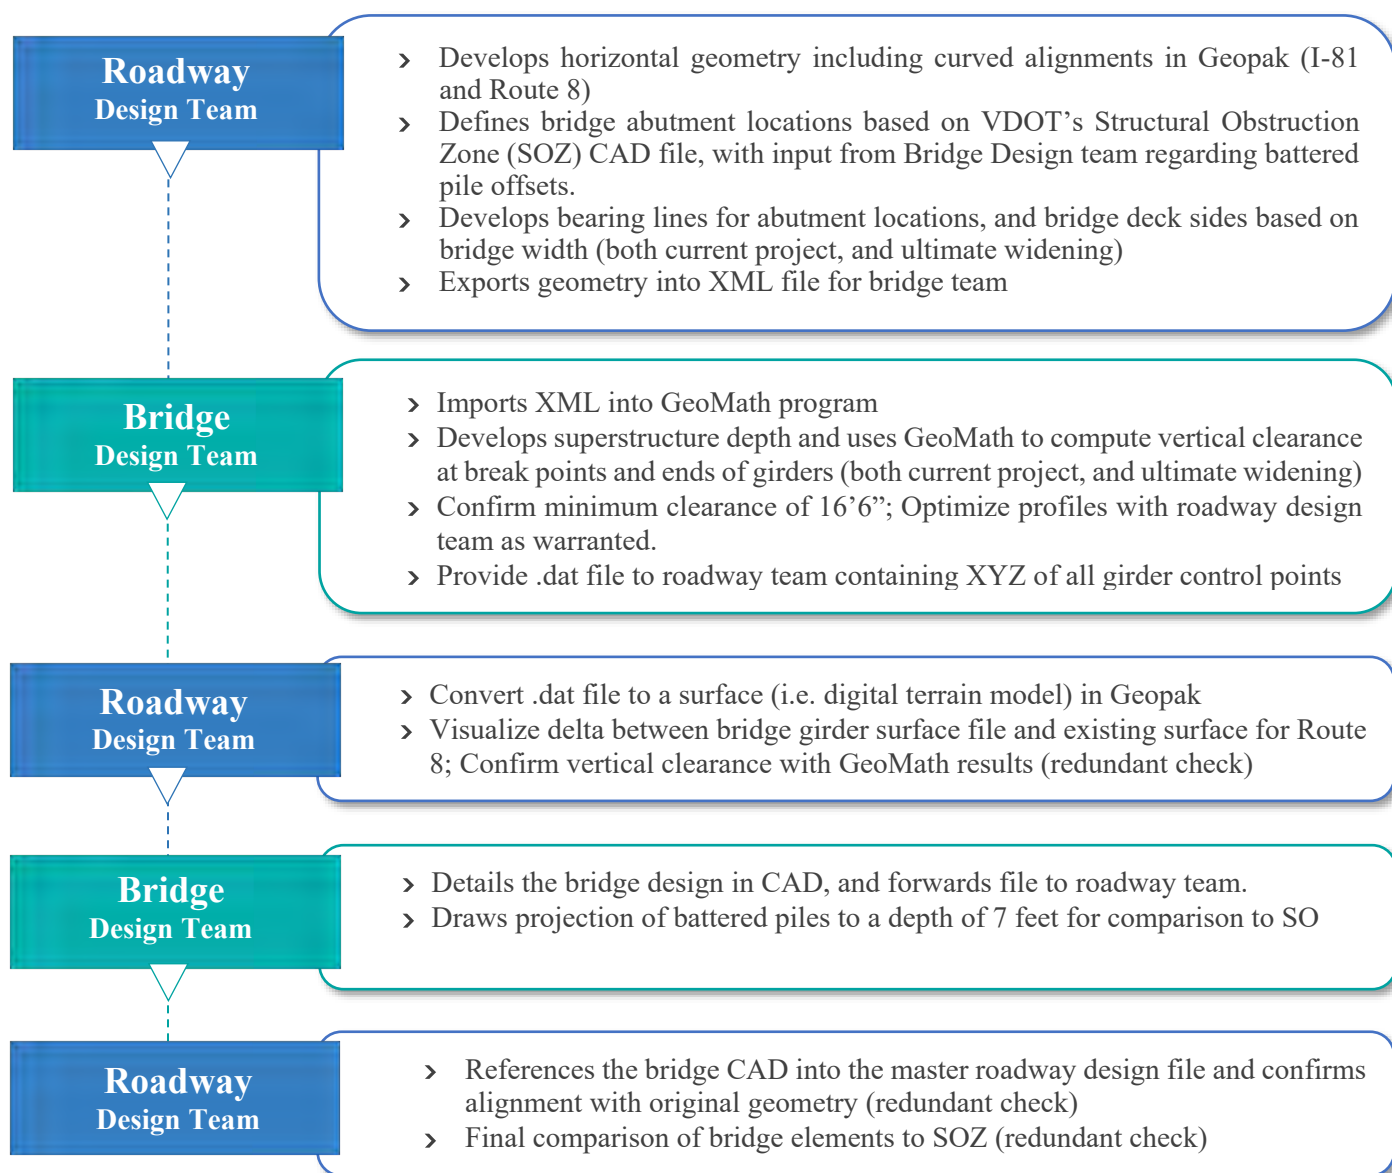 Roadway
Design Team
› Develops horizontal geometry including curved alignments in Geopak (I-81
and Route 8)
› Defines bridge abutment locations based on VDOT’s Structural Obstruction
Zone (SOZ) CAD file, with input from Bridge Design team regarding battered
pile offsets.
› Develops bearing lines for abutment locations, and bridge deck sides based on
bridge width (both current project, and ultimate widening)
› Exports geometry into XML file for bridge team
Bridge
Design Team
› Imports XML into GeoMath program
› Develops superstructure depth and uses GeoMath to compute vertical clearance
at break points and ends of girders (both current project, and ultimate widening)
› Confirm minimum clearance of 16’6”; Optimize profiles with roadway design
team as warranted.
› Provide .dat file to roadway team containing XYZ of all girder control points
Roadway
Design Team
› Convert .dat file to a surface (i.e. digital terrain model) in Geopak
› Visualize delta between bridge girder surface file and existing surface for Route
8; Confirm vertical clearance with GeoMath results (redundant check)
Bridge
Design Team
› Details the bridge design in CAD, and forwards file to roadway team.
› Draws projection of battered piles to a depth of 7 feet for comparison to SO
Roadway
Design Team
› References the bridge CAD into the master roadway design file and confirms
alignment with original geometry (redundant check)
› Final comparison of bridge elements to SOZ (redundant check)